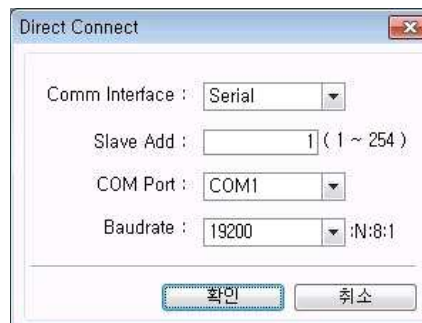 Direct Connect
Comm Interface : Serial
Slave Add : 1 ( 1 ~ 254 )
COM Port : COM1
Baudrate : 19200 :N:8:1
확인 취소